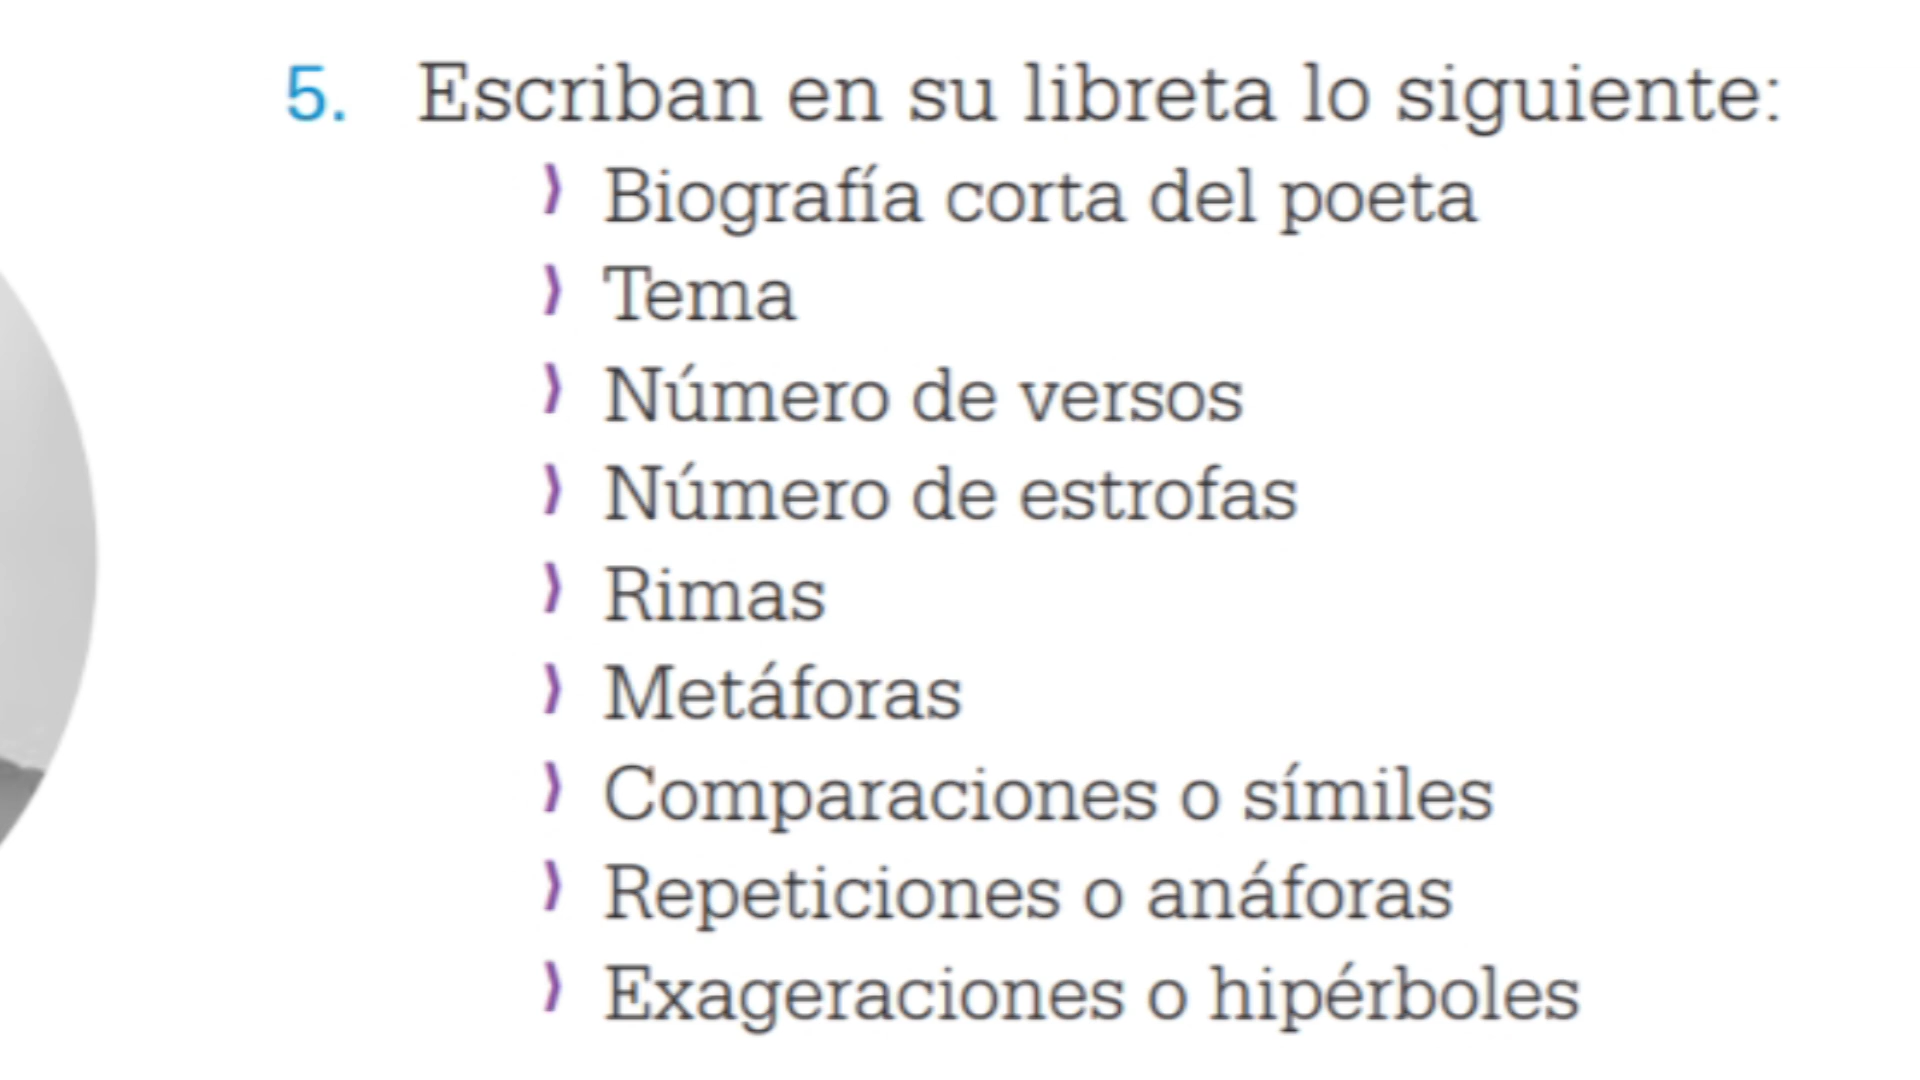 5. Escriban en su libreta lo siguiente:
⟩ Biografía corta del poeta
⟩ Tema
⟩ Número de versos
⟩ Número de estrofas
⟩ Rimas
⟩ Metáforas
⟩ Comparaciones o símiles
⟩ Repeticiones o anáforas
⟩ Exageraciones o hipérboles